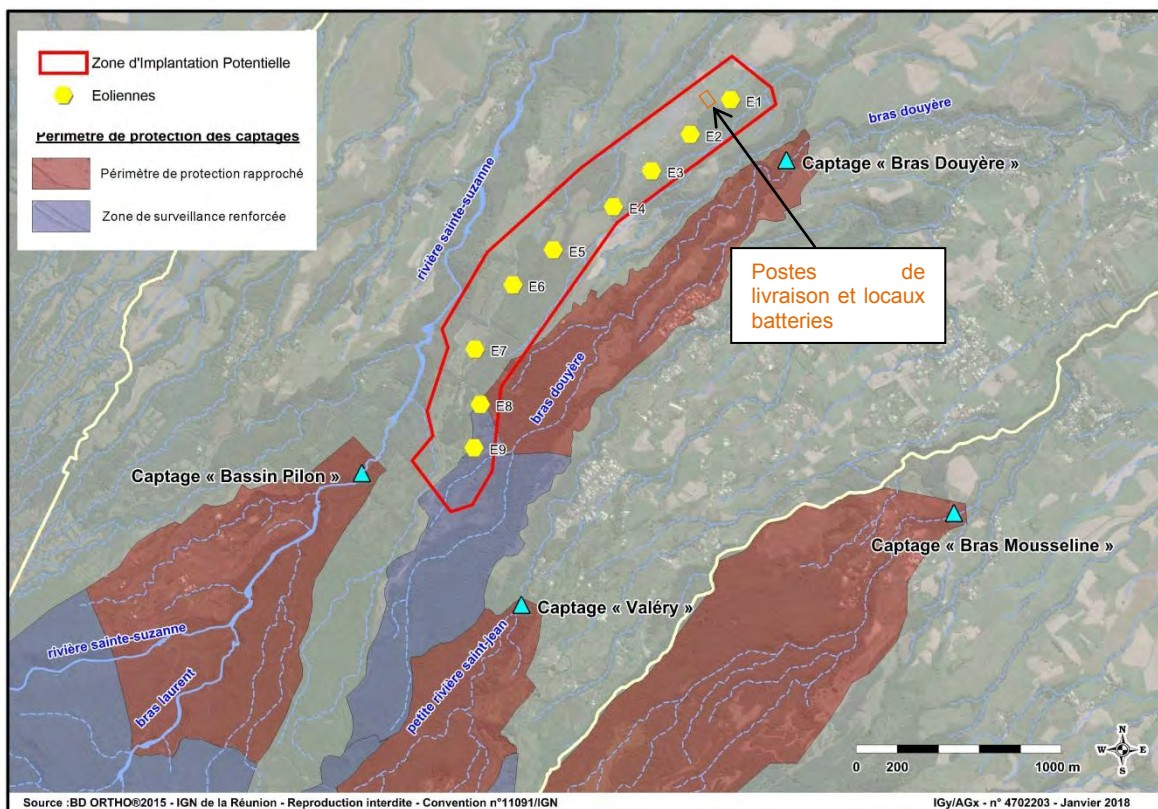 Zone d'Implantation Potentielle
Eoliennes
Périmètre de protection des captages
Périmètre de protection rapproché
Zone de surveillance renforcée
rivière sainte-suzanne
E1
E2
E3
E4
E5
E6
E7
E8
E9
bras douyère
Captage « Bras Douyère »
Postes de
livraison et locaux
batteries
bras douyère
Captage « Bassin Pilon »
Captage « Bras Mousseline »
Captage « Valéry »
rivière sainte-suzanne
bras laurent
petite rivière saint-jean
N
W E
S
0 200 1000 m
Source :BD ORTHO®2015 - IGN de la Réunion - Reproduction interdite - Convention n°11091/IGN
IGy/AGx - n° 4702203 - Janvier 2018